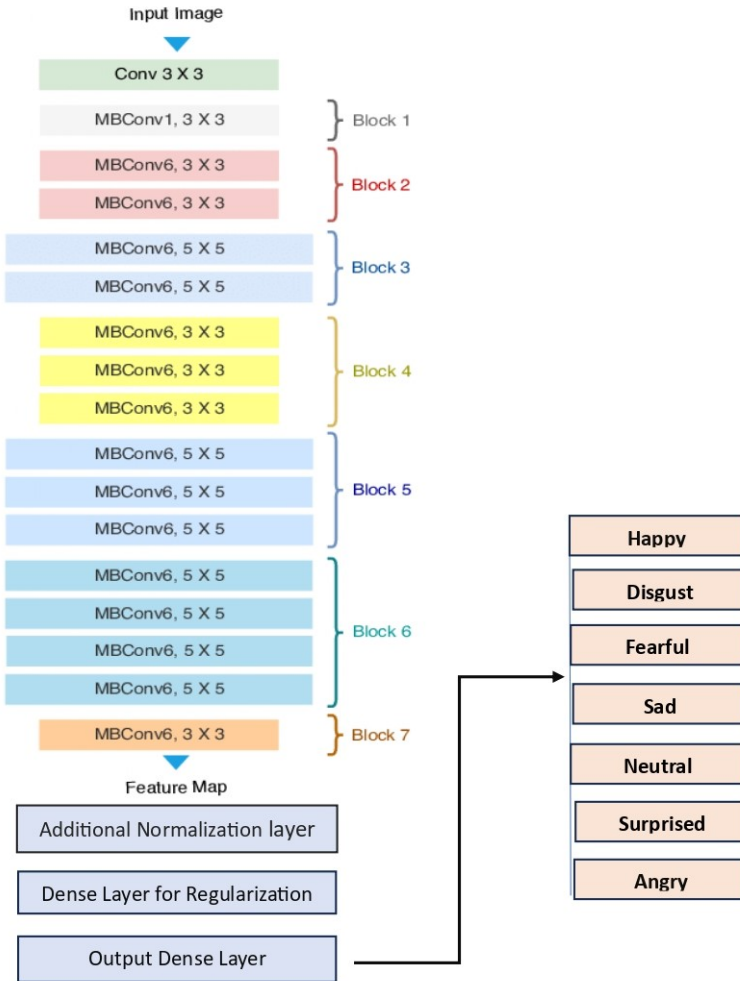 Input Image
Conv 3 X 3
MBConv1, 3 X 3
Block 1
MBConv6, 3 X 3
MBConv6, 3 X 3
Block 2
MBConv6, 5 X 5
MBConv6, 5 X 5
Block 3
MBConv6, 3 X 3
MBConv6, 3 X 3
MBConv6, 3 X 3
Block 4
MBConv6, 5 X 5
MBConv6, 5 X 5
MBConv6, 5 X 5
Block 5
MBConv6, 5 X 5
MBConv6, 5 X 5
MBConv6, 5 X 5
MBConv6, 5 X 5
Block 6
MBConv6, 3 X 3
Block 7
Feature Map
Additional Normalization layer
Dense Layer for Regularization
Output Dense Layer
Happy
Disgust
Fearful
Sad
Neutral
Surprised
Angry